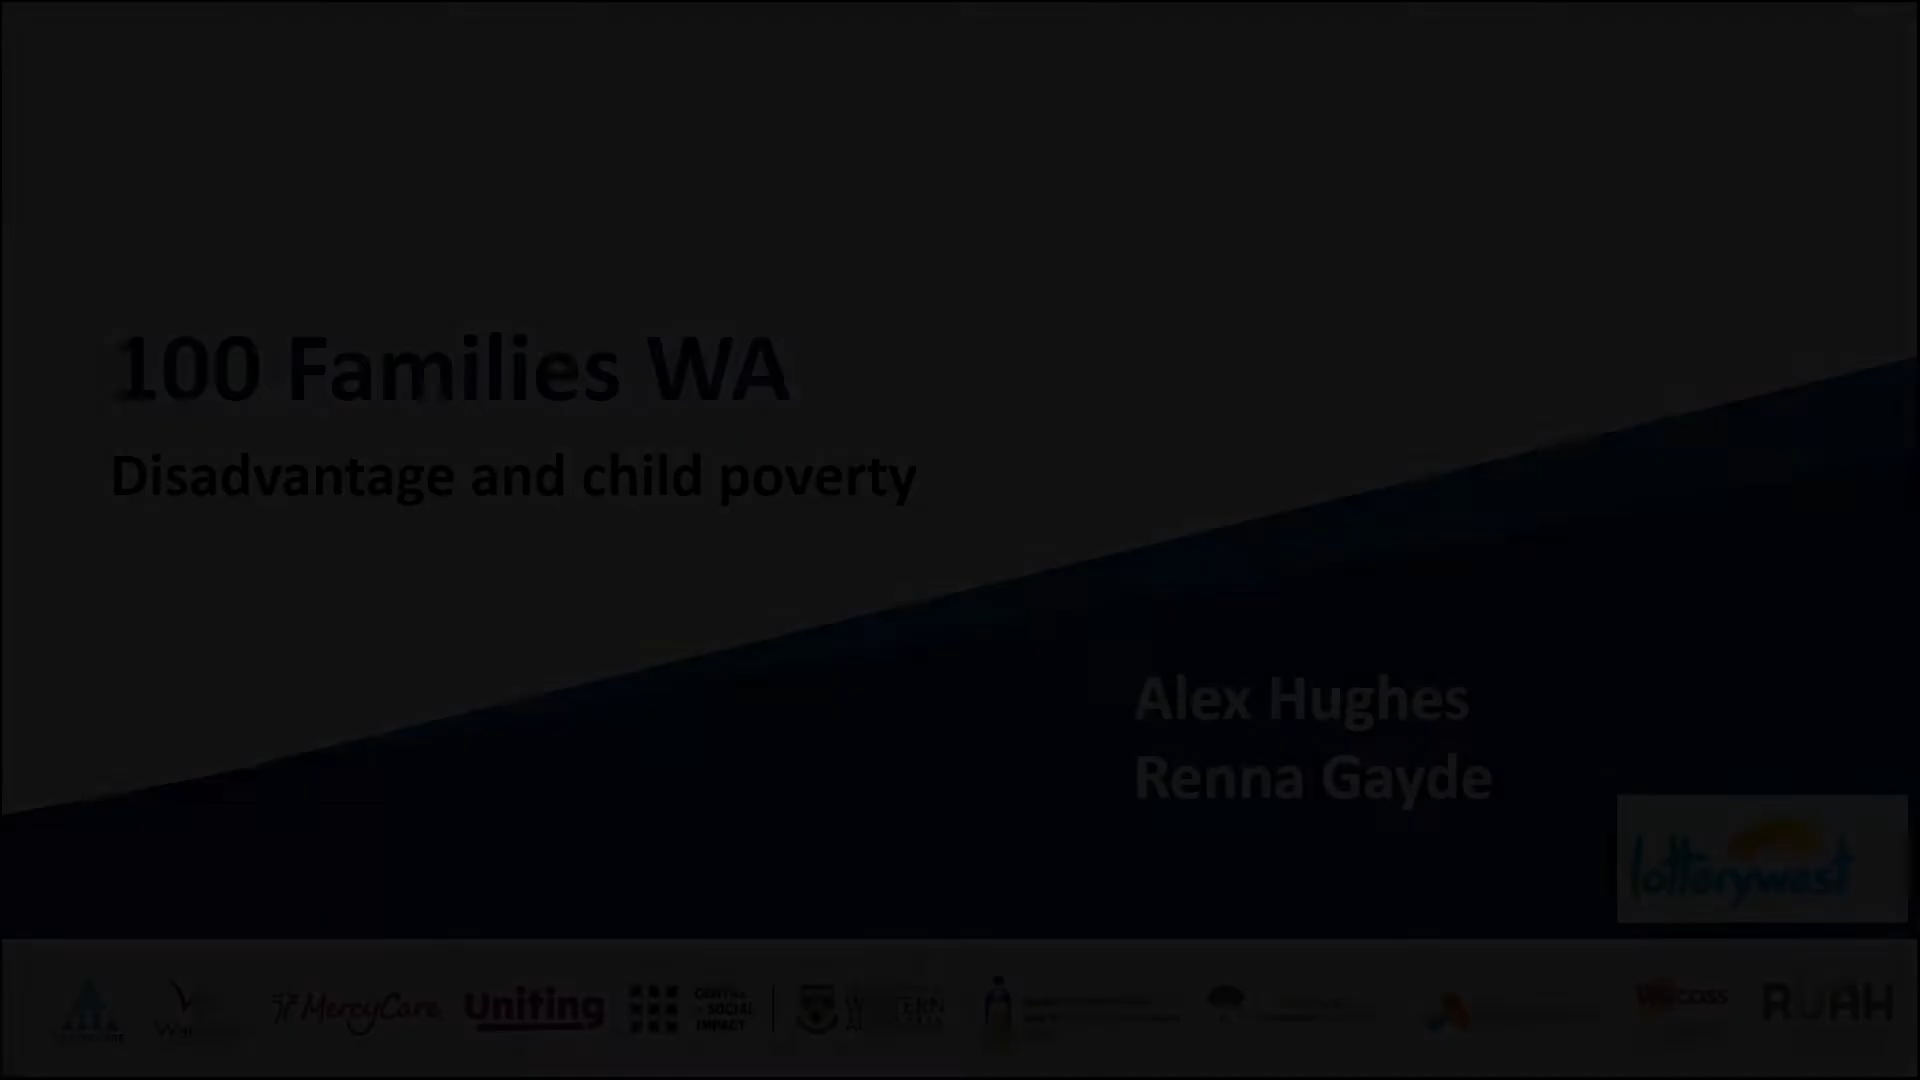 100 Families WA
Disadvantage and child poverty
Alex Hughes
Renna Gayde
lotterywest
MercyCare
Uniting
CENTRE
SOCIAL
IMPACT
RUAH